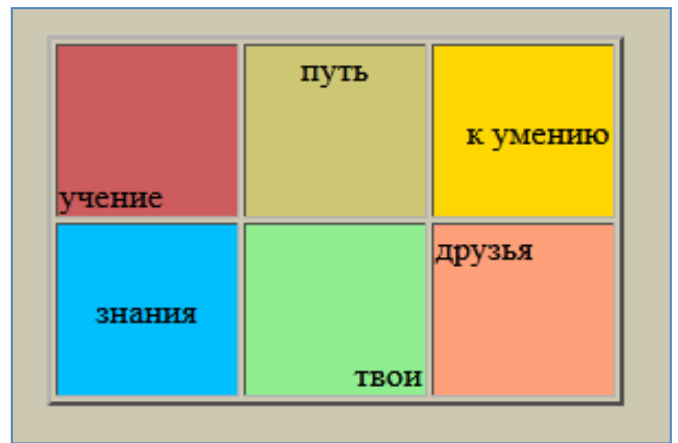 учение
путь
к умению
знания
твои
друзья